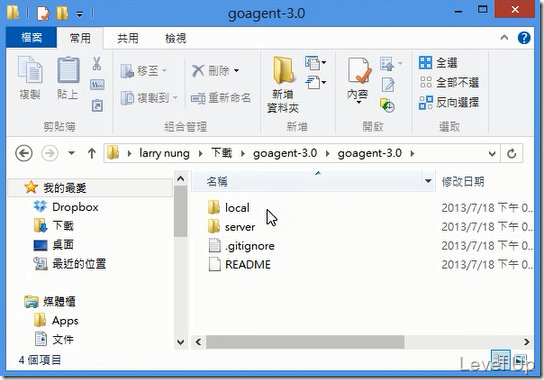 goagent-3.0
檔案 常用 共用 檢視
複製 貼上 移至 複製到 刪除 重新命名 新增資料夾 內容 全選 全部不選 反向選擇
剪貼簿 組合管理 新增 開啟 選取
larry nung 下載 goagent-3.0 goagent-3.0
我的最愛 名稱 修改日期
Dropbox local 2013/7/18 下午 0...
下載 server 2013/7/18 下午 0...
桌面 .gitignore 2013/7/18 下午 0...
最近的位置 README 2013/7/18 下午 0...
媒體櫃
Apps
文件
4 個項目
Level Up